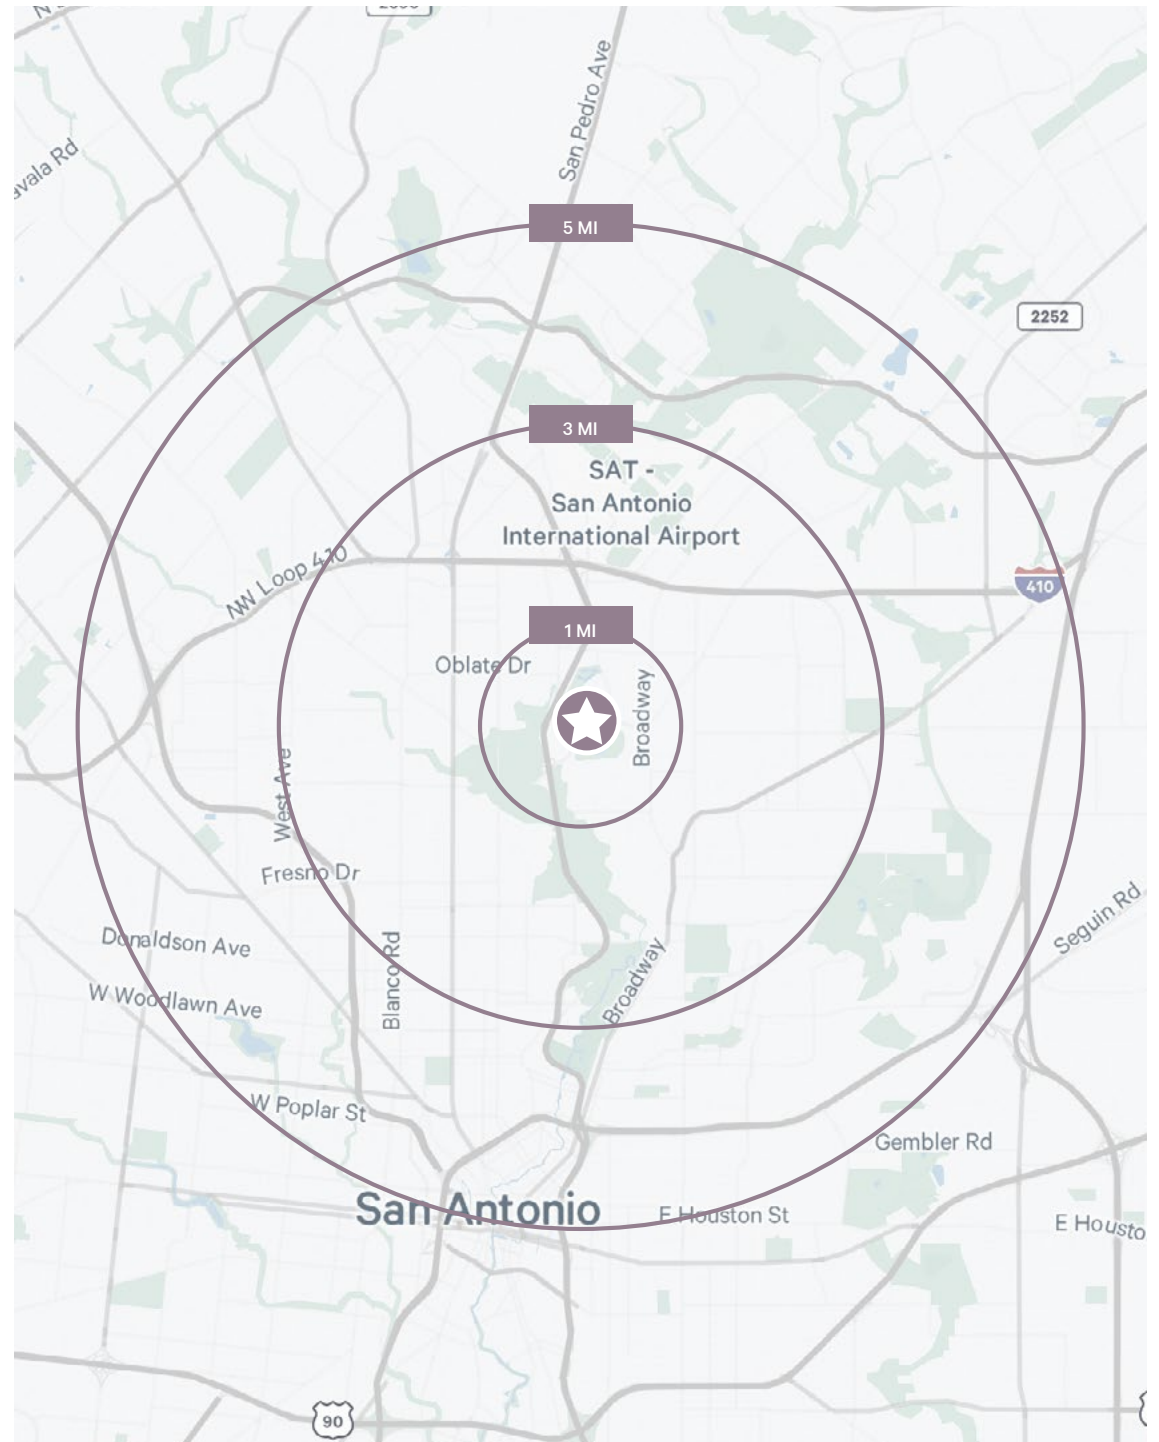 San Pedro Ave
5 MI
2252
3 MI
SAT -
San Antonio
International Airport
NW Loop 410
410
1 MI
Oblate Dr
Broadway
West Ave
Fresno Dr
Seguin Rd
Donaldson Ave
Blanco Rd
Broadway
W Woodlawn Ave
W Poplar St
Gembler Rd
San Antonio
E Houston St
E Housto
90